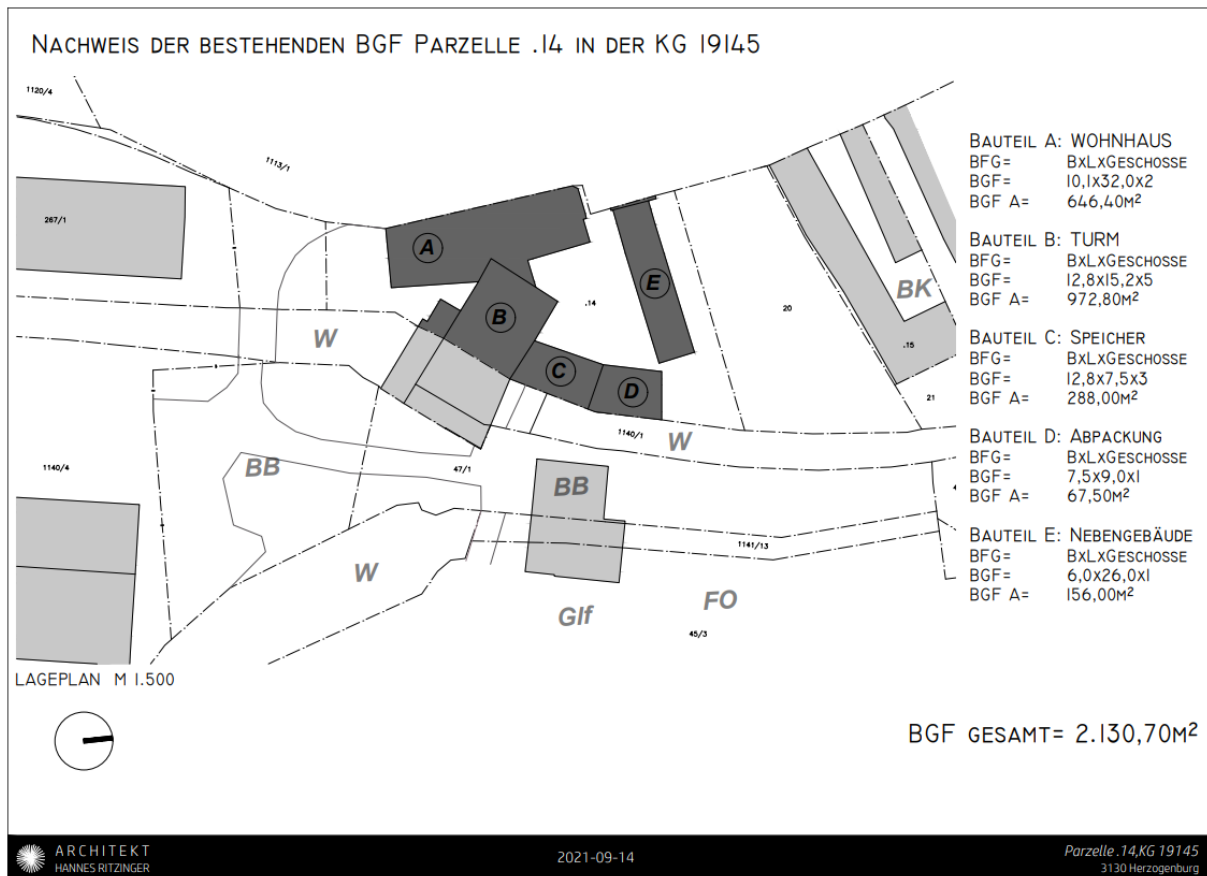 NACHWEIS DER BESTEHENDEN BGF PARZELLE .14 IN DER KG 19145
1120/4
1113/1
267/1
A
B
C
D
E
.14
20
BK
.15
21
W
1140/1
W
BB
47/1
1140/4
BB
1141/13
W
GIf
FO
45/3
4
BAUTEIL A: WOHNHAUS
BFG= BXLXGESCHOSSE
BGF= 10,1x32,0x2
BGF A= 646,40M²
BAUTEIL B: TURM
BFG= BXLXGESCHOSSE
BGF= 12,8x15,2x5
BGF A= 972,80M²
BAUTEIL C: SPEICHER
BFG= BXLXGESCHOSSE
BGF= 12,8x7,5x3
BGF A= 288,00M²
BAUTEIL D: ABPACKUNG
BFG= BXLXGESCHOSSE
BGF= 7,5x9,0x1
BGF A= 67,50M²
BAUTEIL E: NEBENGEBÄUDE
BFG= BXLXGESCHOSSE
BGF= 6,0x26,0x1
BGF A= 156,00M²
LAGEPLAN M 1.500
BGF GESAMT= 2.130,70M²
ARCHITEKT
HANNES RITZINGER
2021-09-14
Parzelle .14,KG 19145
3130 Herzogenburg